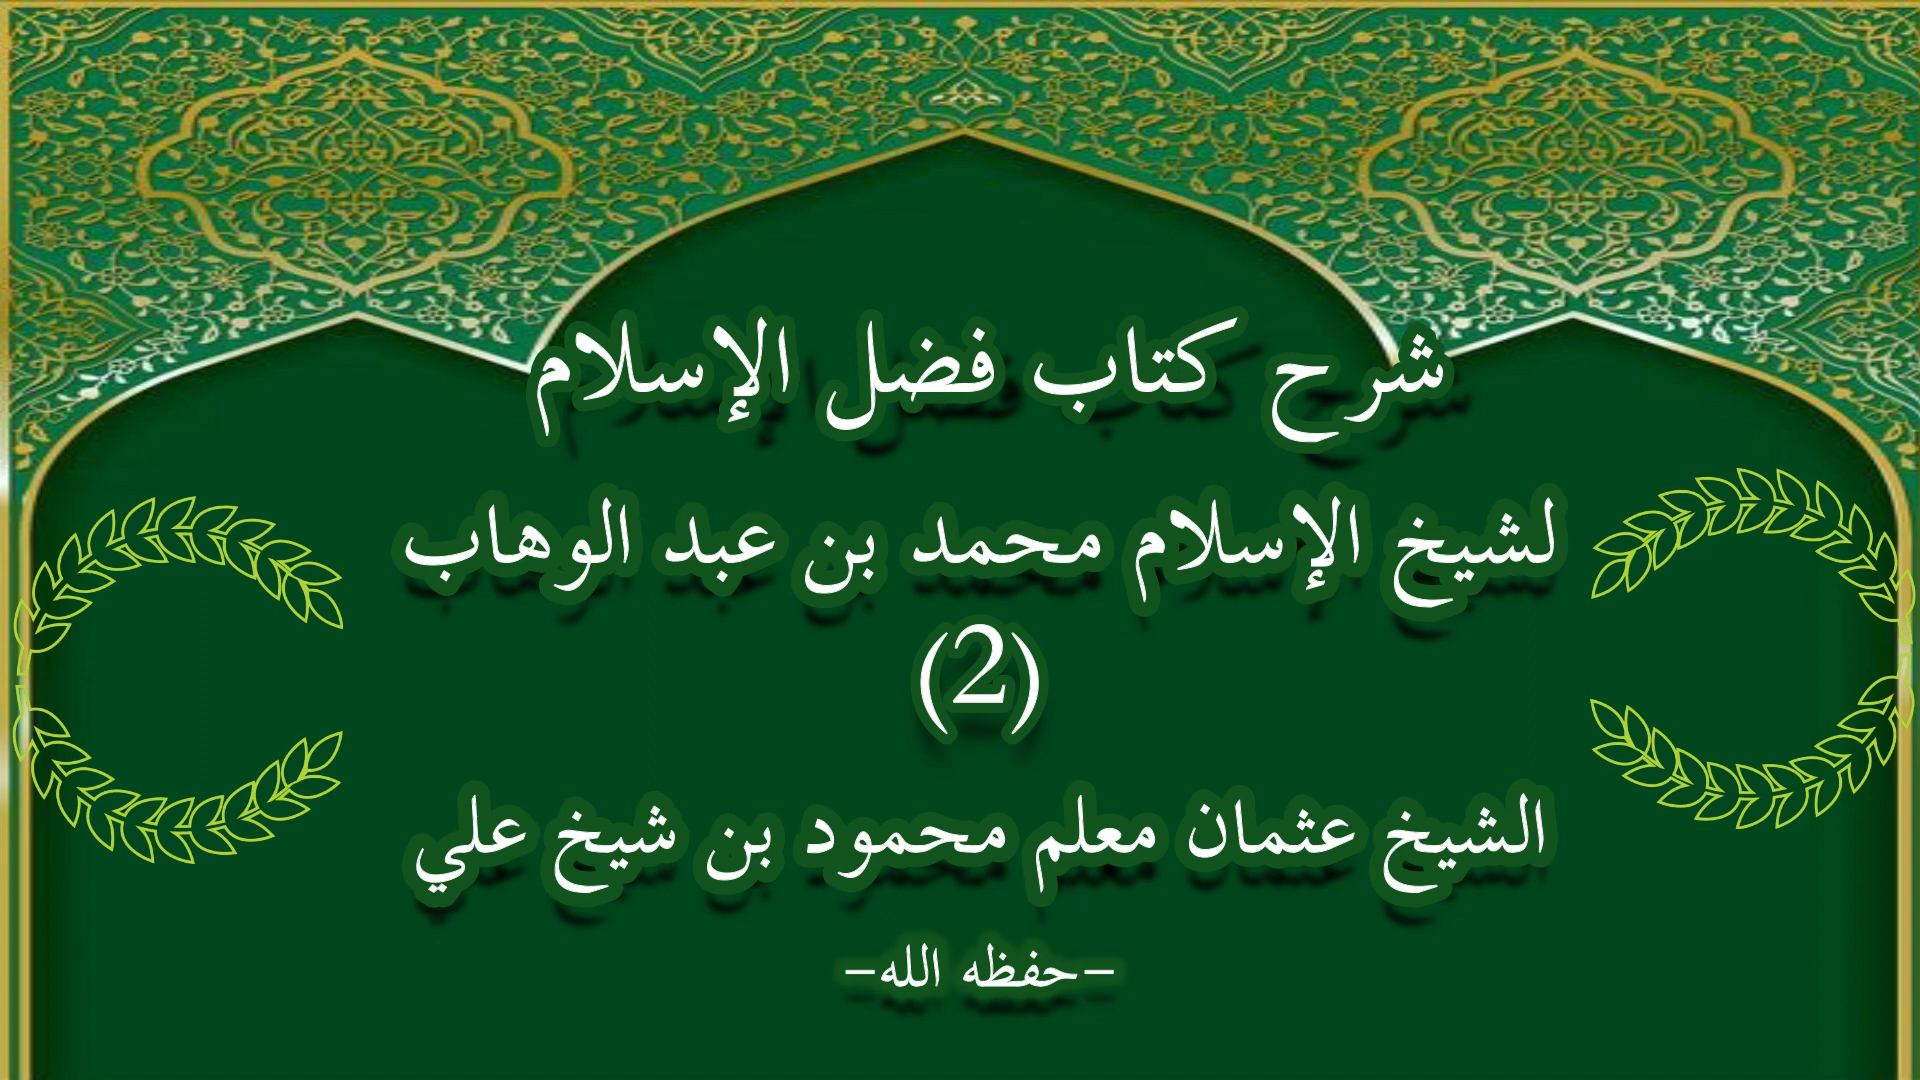 شرح كتاب فضل الإسلام
لشيخ الإسلام محمد بن عبد الوهاب
(2)
الشيخ عثمان معلم محمود بن شيخ علي
-حفظه الله-